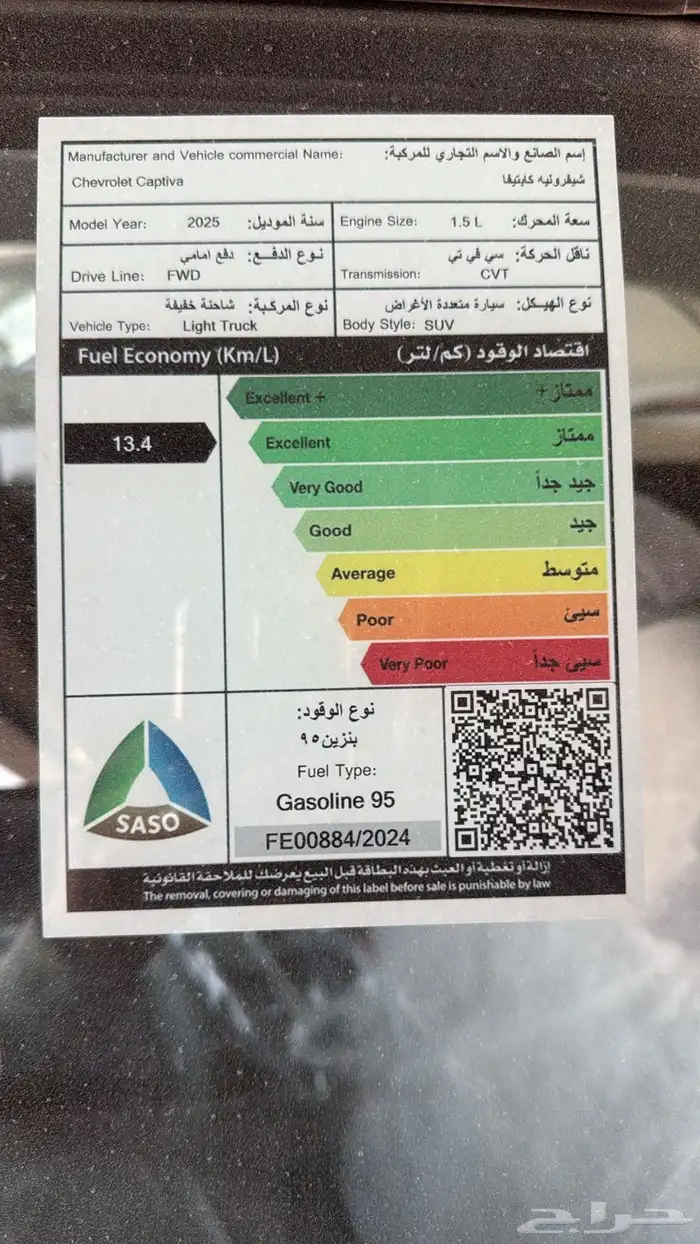 Manufacturer and Vehicle commercial Name: إسم الصانع والاسم التجاري للمركبة:
Chevrolet Captiva شيفروليه كابتيفا
Model Year: 2025 سنة الموديل: Engine Size: 1.5 L سعة المحرك:
نوع الدفع: دفع امامي ناقل الحركة: سي في تي
Drive Line: FWD Transmission: CVT
نوع المركبة: شاحنة خفيفة نوع الهيكل: سيارة متعددة الأغراض
Vehicle Type: Light Truck Body Style: SUV
Fuel Economy (Km/L) اقتصاد الوقود (كم/لتر)
Excellent + ممتاز +
13.4 Excellent ممتاز
Very Good جيد جداً
Good جيد
Average متوسط
Poor سيئ
Very Poor سيئ جداً
نوع الوقود:
بنزين ٩٥
Fuel Type:
Gasoline 95
SASO
FE00884/2024
إزالة أو تغطية أو العبث بهذه البطاقة قبل البيع يعرضك للملاحقة القانونية
The removal, covering or damaging of this label before sale is punishable by law
حراج